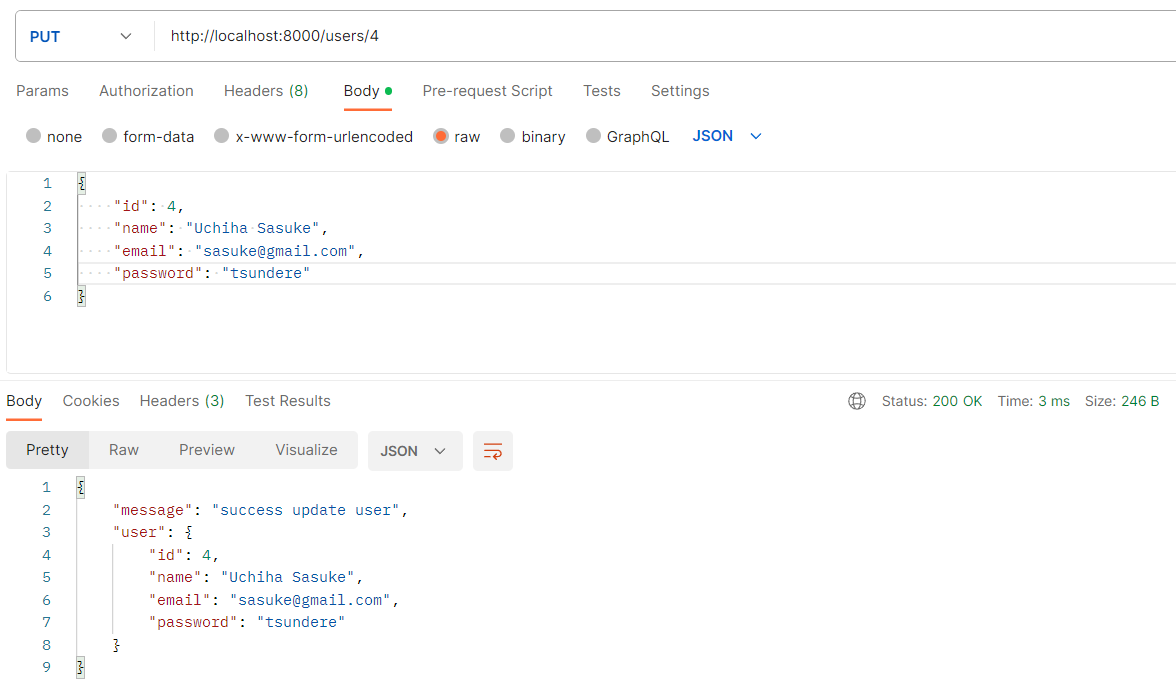 PUT http://localhost:8000/users/4
Params Authorization Headers (8) Body Pre-request Script Tests Settings
none form-data x-www-form-urlencoded raw binary GraphQL JSON
1 {
2 ····"id":·4,
3 ····"name":·"Uchiha·Sasuke",
4 ····"email":·"sasuke@gmail.com",
5 ····"password":·"tsundere"
6 }
Body Cookies Headers (3) Test Results Status: 200 OK Time: 3 ms Size: 246 B
Pretty Raw Preview Visualize JSON
1 {
2 "message": "success update user",
3 "user": {
4 "id": 4,
5 "name": "Uchiha Sasuke",
6 "email": "sasuke@gmail.com",
7 "password": "tsundere"
8 }
9 }